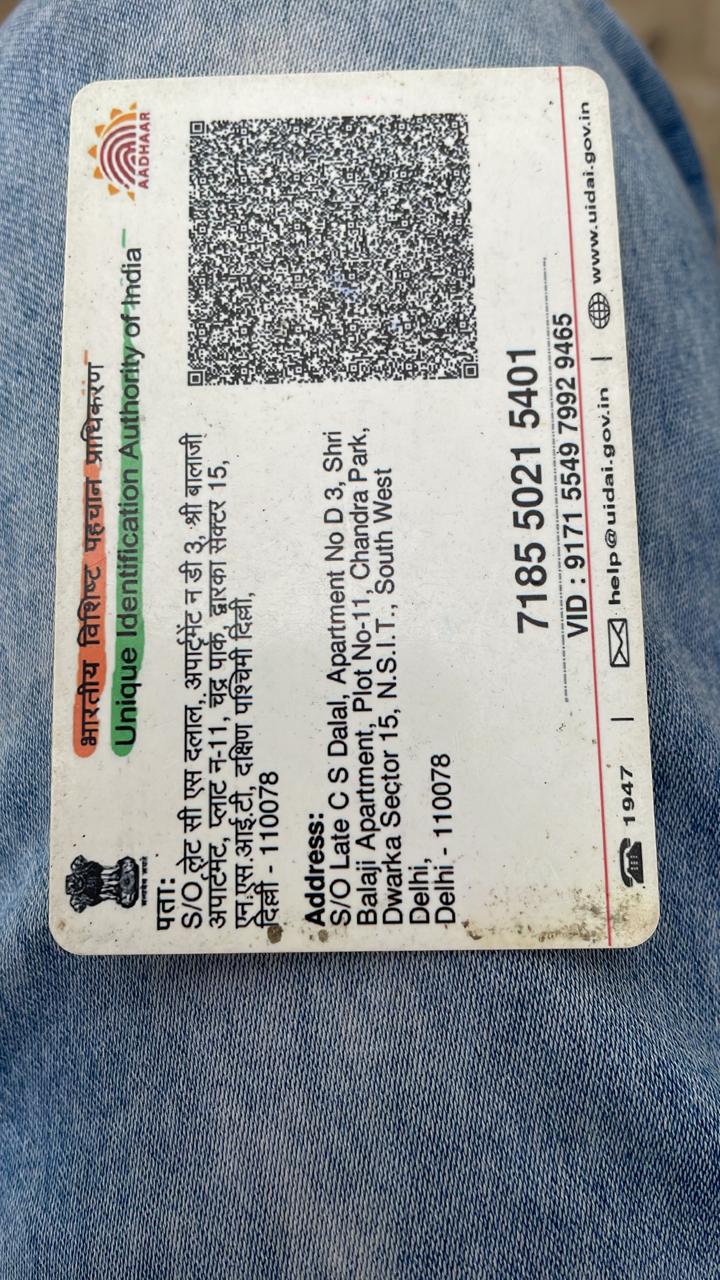 भारतीय विशिष्ट पहचान प्राधिकरण
Unique Identification Authority of India
AADHAAR
पता:
S/O लेट सी एस दलाल, अपार्टमेंट न डी 3, श्री बालाजी
अपार्टमेंट, प्लाट न-11, चंद्र पार्क, द्वारका सेक्टर 15,
एन.एस.आई.टी, दक्षिण पश्चिमी दिल्ली,
दिल्ली - 110078
Address:
S/O Late C S Dalal, Apartment No D 3, Shri
Balaji Apartment, Plot No-11, Chandra Park,
Dwarka Sector 15, N.S.I.T., South West
Delhi,
Delhi - 110078
7185 5021 5401
VID : 9171 5549 7992 9465
1947 | help@uidai.gov.in | www.uidai.gov.in